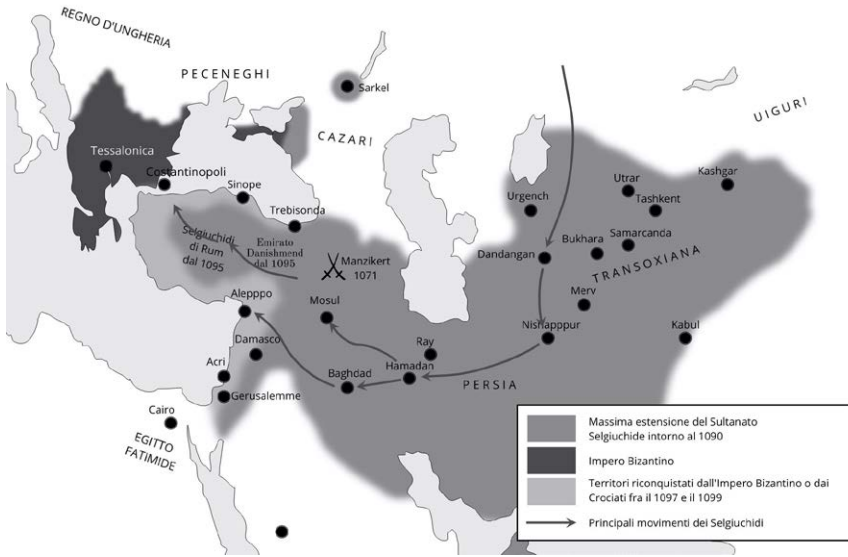 REGNO D'UNGHERIA
PECENEGHI
Sarkel
CAZARI
UIGURI
Tessalonica
Costantinopoli
Sinope
Trebisonda
Urgench
Utrar
Tashkent
Kashgar
Selgiuchidi
di Rum
dal 1095
Emirato
Danishmend
dal 1095
Manzikert
1071
Dandangan
Bukhara
Samarcanda
TRANSOXIANA
Merv
Alepppo
Mosul
Nishapppur
Kabul
Damasco
Ray
Hamadan
Acri
Baghdad
PERSIA
Gerusalemme
Cairo
EGITTO
FATIMIDE
Massima estensione del Sultanato
Selgiuchide intorno al 1090
Impero Bizantino
Territori riconquistati dall'Impero Bizantino o dai
Crociati fra il 1097 e il 1099
Principali movimenti dei Selgiuchidi